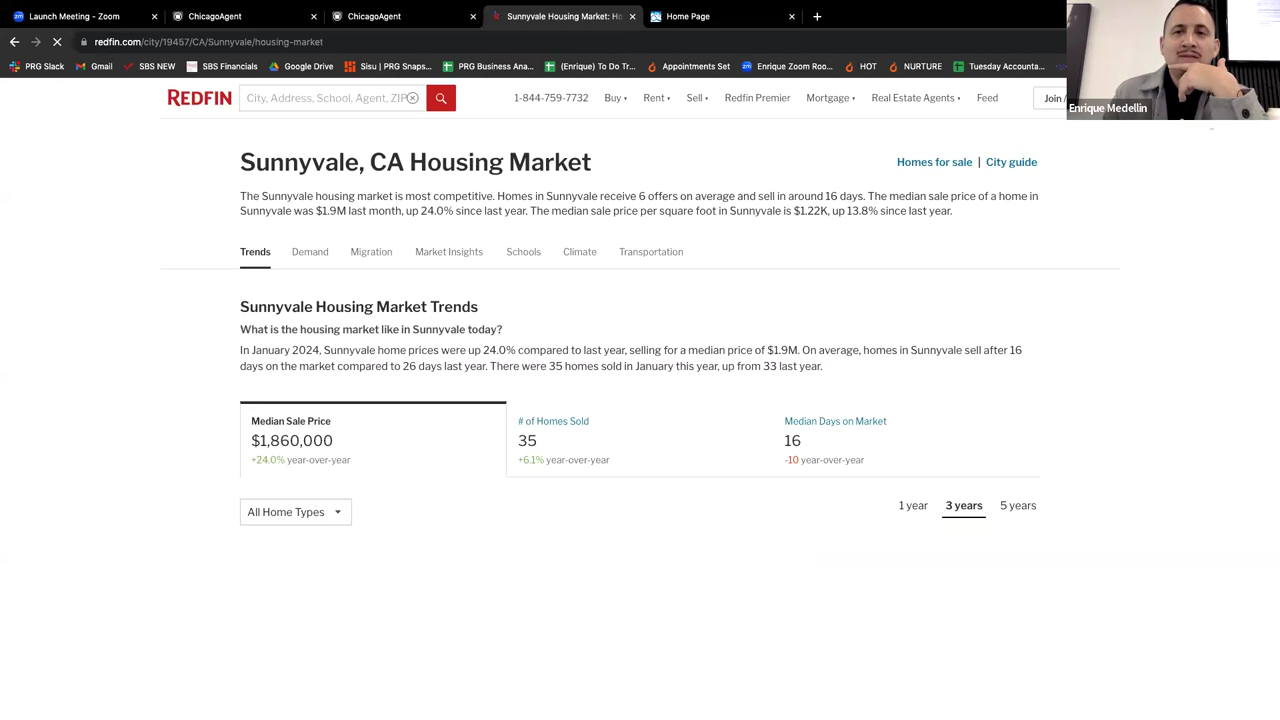 Launch Meeting - Zoom
ChicagoAgent
ChicagoAgent
Sunnyvale Housing Market: Ho
Home Page
redfin.com/city/19457/CA/Sunnyvale/housing-market
PRG Slack
Gmail
SBS NEW
SBS Financials
Google Drive
Sisu | PRG Snaps...
PRG Business Anal...
(Enrique) To Do Tr...
Appointments Set
Enrique Zoom Roo...
HOT
NURTURE
Tuesday Accounta...
Enrique Medellin
REDFIN
City, Address, School, Agent, ZIP
1-844-759-7732
Buy
Rent
Sell
Redfin Premier
Mortgage
Real Estate Agents
Feed
Join /
Sunnyvale, CA Housing Market
Homes for sale | City guide
The Sunnyvale housing market is most competitive. Homes in Sunnyvale receive 6 offers on average and sell in around 16 days. The median sale price of a home in
Sunnyvale was $1.9M last month, up 24.0% since last year. The median sale price per square foot in Sunnyvale is $1.22K, up 13.8% since last year.
Trends
Demand
Migration
Market Insights
Schools
Climate
Transportation
Sunnyvale Housing Market Trends
What is the housing market like in Sunnyvale today?
In January 2024, Sunnyvale home prices were up 24.0% compared to last year, selling for a median price of $1.9M. On average, homes in Sunnyvale sell after 16
days on the market compared to 26 days last year. There were 35 homes sold in January this year, up from 33 last year.
Median Sale Price
$1,860,000
+24.0% year-over-year
# of Homes Sold
35
+6.1% year-over-year
Median Days on Market
16
-10 year-over-year
All Home Types
1 year
3 years
5 years